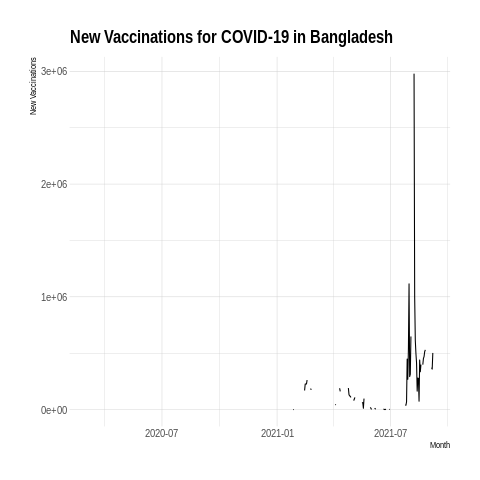 New Vaccinations for COVID-19 in Bangladesh
New Vaccinations
3e+06
2e+06
1e+06
0e+00
2020-07 2021-01 2021-07
Month